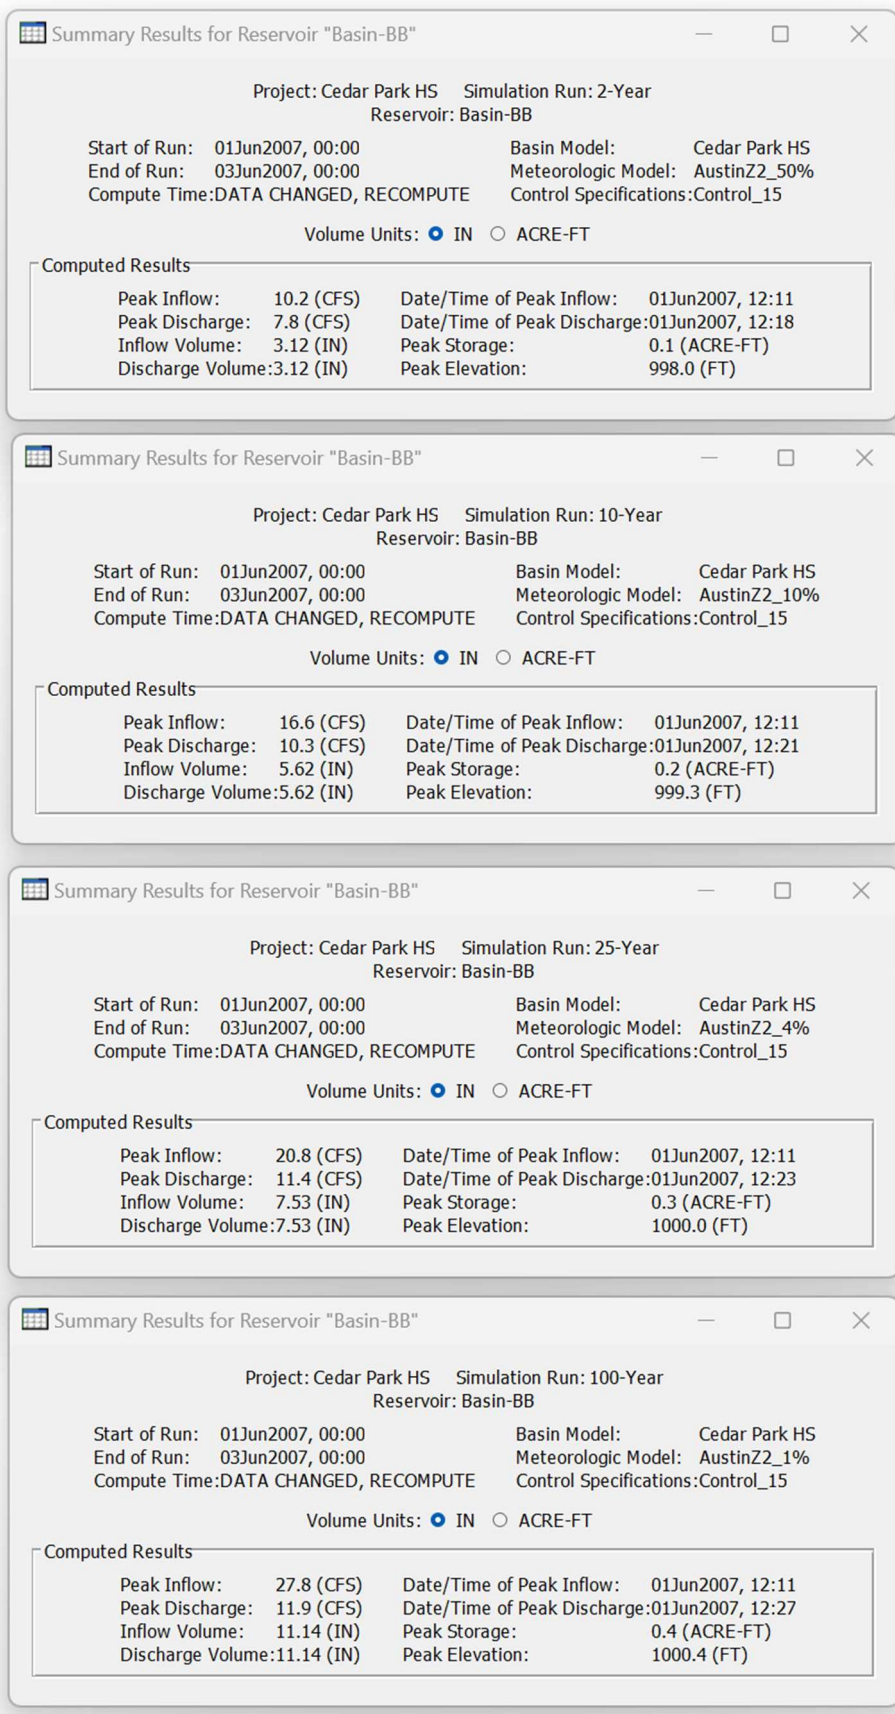 Summary Results for Reservoir "Basin-BB"
Project: Cedar Park HS Simulation Run: 2-Year
Reservoir: Basin-BB
Start of Run: 01Jun2007, 00:00 Basin Model: Cedar Park HS
End of Run: 03Jun2007, 00:00 Meteorologic Model: AustinZ2_50%
Compute Time:DATA CHANGED, RECOMPUTE Control Specifications:Control_15
Volume Units: IN ACRE-FT
Computed Results
Peak Inflow: 10.2 (CFS) Date/Time of Peak Inflow: 01Jun2007, 12:11
Peak Discharge: 7.8 (CFS) Date/Time of Peak Discharge:01Jun2007, 12:18
Inflow Volume: 3.12 (IN) Peak Storage: 0.1 (ACRE-FT)
Discharge Volume:3.12 (IN) Peak Elevation: 998.0 (FT)
Summary Results for Reservoir "Basin-BB"
Project: Cedar Park HS Simulation Run: 10-Year
Reservoir: Basin-BB
Start of Run: 01Jun2007, 00:00 Basin Model: Cedar Park HS
End of Run: 03Jun2007, 00:00 Meteorologic Model: AustinZ2_10%
Compute Time:DATA CHANGED, RECOMPUTE Control Specifications:Control_15
Volume Units: IN ACRE-FT
Computed Results
Peak Inflow: 16.6 (CFS) Date/Time of Peak Inflow: 01Jun2007, 12:11
Peak Discharge: 10.3 (CFS) Date/Time of Peak Discharge:01Jun2007, 12:21
Inflow Volume: 5.62 (IN) Peak Storage: 0.2 (ACRE-FT)
Discharge Volume:5.62 (IN) Peak Elevation: 999.3 (FT)
Summary Results for Reservoir "Basin-BB"
Project: Cedar Park HS Simulation Run: 25-Year
Reservoir: Basin-BB
Start of Run: 01Jun2007, 00:00 Basin Model: Cedar Park HS
End of Run: 03Jun2007, 00:00 Meteorologic Model: AustinZ2_4%
Compute Time:DATA CHANGED, RECOMPUTE Control Specifications:Control_15
Volume Units: IN ACRE-FT
Computed Results
Peak Inflow: 20.8 (CFS) Date/Time of Peak Inflow: 01Jun2007, 12:11
Peak Discharge: 11.4 (CFS) Date/Time of Peak Discharge:01Jun2007, 12:23
Inflow Volume: 7.53 (IN) Peak Storage: 0.3 (ACRE-FT)
Discharge Volume:7.53 (IN) Peak Elevation: 1000.0 (FT)
Summary Results for Reservoir "Basin-BB"
Project: Cedar Park HS Simulation Run: 100-Year
Reservoir: Basin-BB
Start of Run: 01Jun2007, 00:00 Basin Model: Cedar Park HS
End of Run: 03Jun2007, 00:00 Meteorologic Model: AustinZ2_1%
Compute Time:DATA CHANGED, RECOMPUTE Control Specifications:Control_15
Volume Units: IN ACRE-FT
Computed Results
Peak Inflow: 27.8 (CFS) Date/Time of Peak Inflow: 01Jun2007, 12:11
Peak Discharge: 11.9 (CFS) Date/Time of Peak Discharge:01Jun2007, 12:27
Inflow Volume: 11.14 (IN) Peak Storage: 0.4 (ACRE-FT)
Discharge Volume:11.14 (IN) Peak Elevation: 1000.4 (FT)